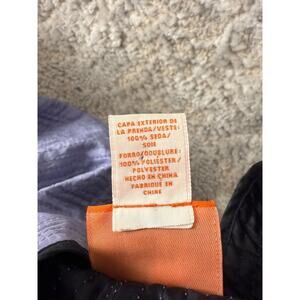 CAPA EXTERIOR DE
LA PRENDA/VESTE:
100% SEDA/
SOIE
FORRO/DOUBLURE:
100% POLIESTER/
POLYESTER
HECHO EN CHINA/
FABRIQUE EN
CHINE